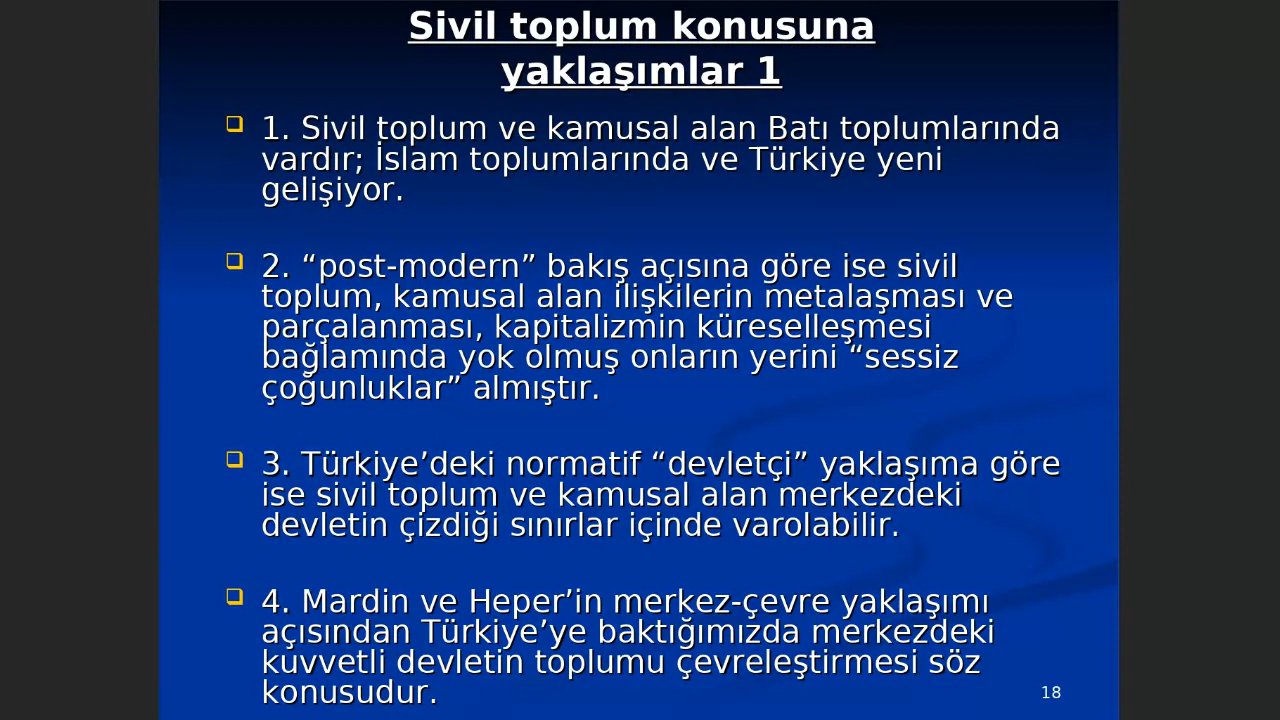 Sivil toplum konusuna
yaklaşımlar 1
1. Sivil toplum ve kamusal alan Batı toplumlarında
vardır; İslam toplumlarında ve Türkiye yeni
gelişiyor.
2. “post-modern” bakış açısına göre ise sivil
toplum, kamusal alan ilişkilerin metalaşması ve
parçalanması, kapitalizmin küreselleşmesi
bağlamında yok olmuş onların yerini “sessiz
çoğunluklar” almıştır.
3. Türkiye’deki normatif “devletçi” yaklaşıma göre
ise sivil toplum ve kamusal alan merkezdeki
devletin çizdiği sınırlar içinde varolabilir.
4. Mardin ve Heper’in merkez-çevre yaklaşımı
açısından Türkiye’ye baktığımızda merkezdeki
kuvvetli devletin toplumu çevreleştirmesi söz
konusudur.
18